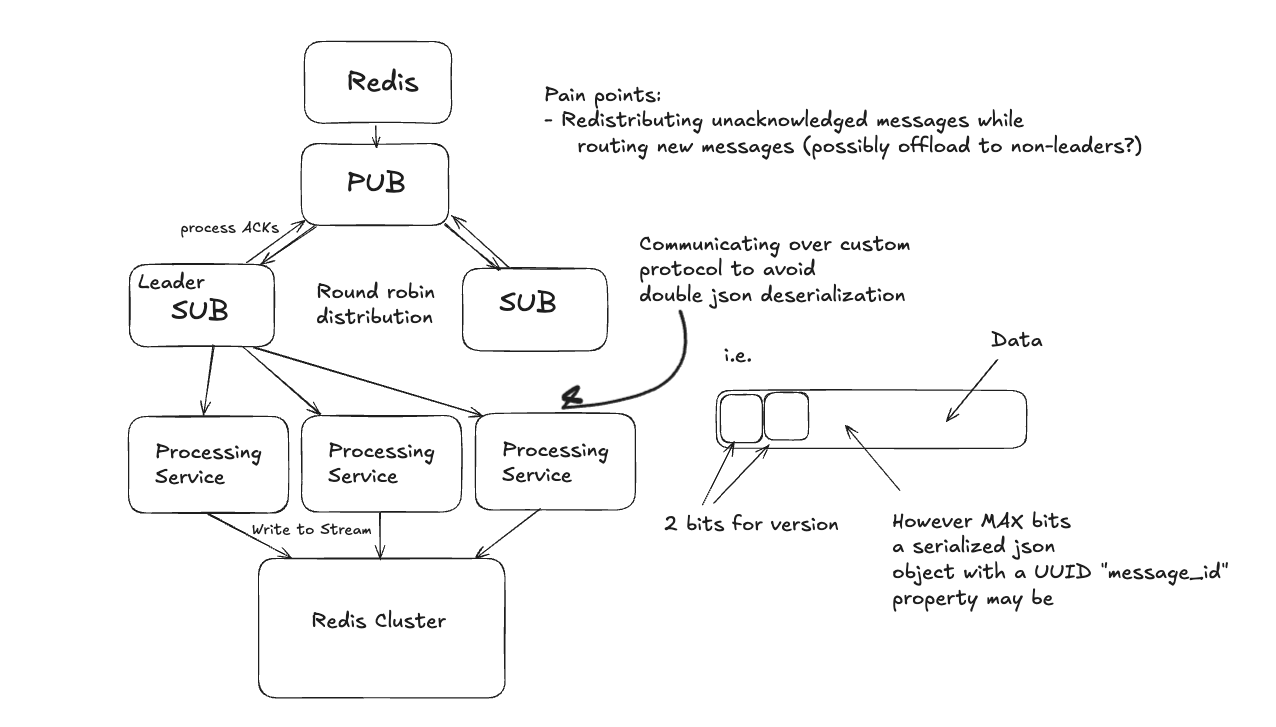 Redis
Pain points:
- Redistributing unacknowledged messages while
routing new messages (possibly offload to non-leaders?)
PUB
process ACKs
Leader
SUB
Round robin
distribution
SUB
Communicating over custom
protocol to avoid
double json deserialization
i.e.
Data
Processing
Service
Processing
Service
Processing
Service
2 bits for version
However MAX bits
a serialized json
object with a UUID "message_id"
property may be
Write to Stream
Redis Cluster